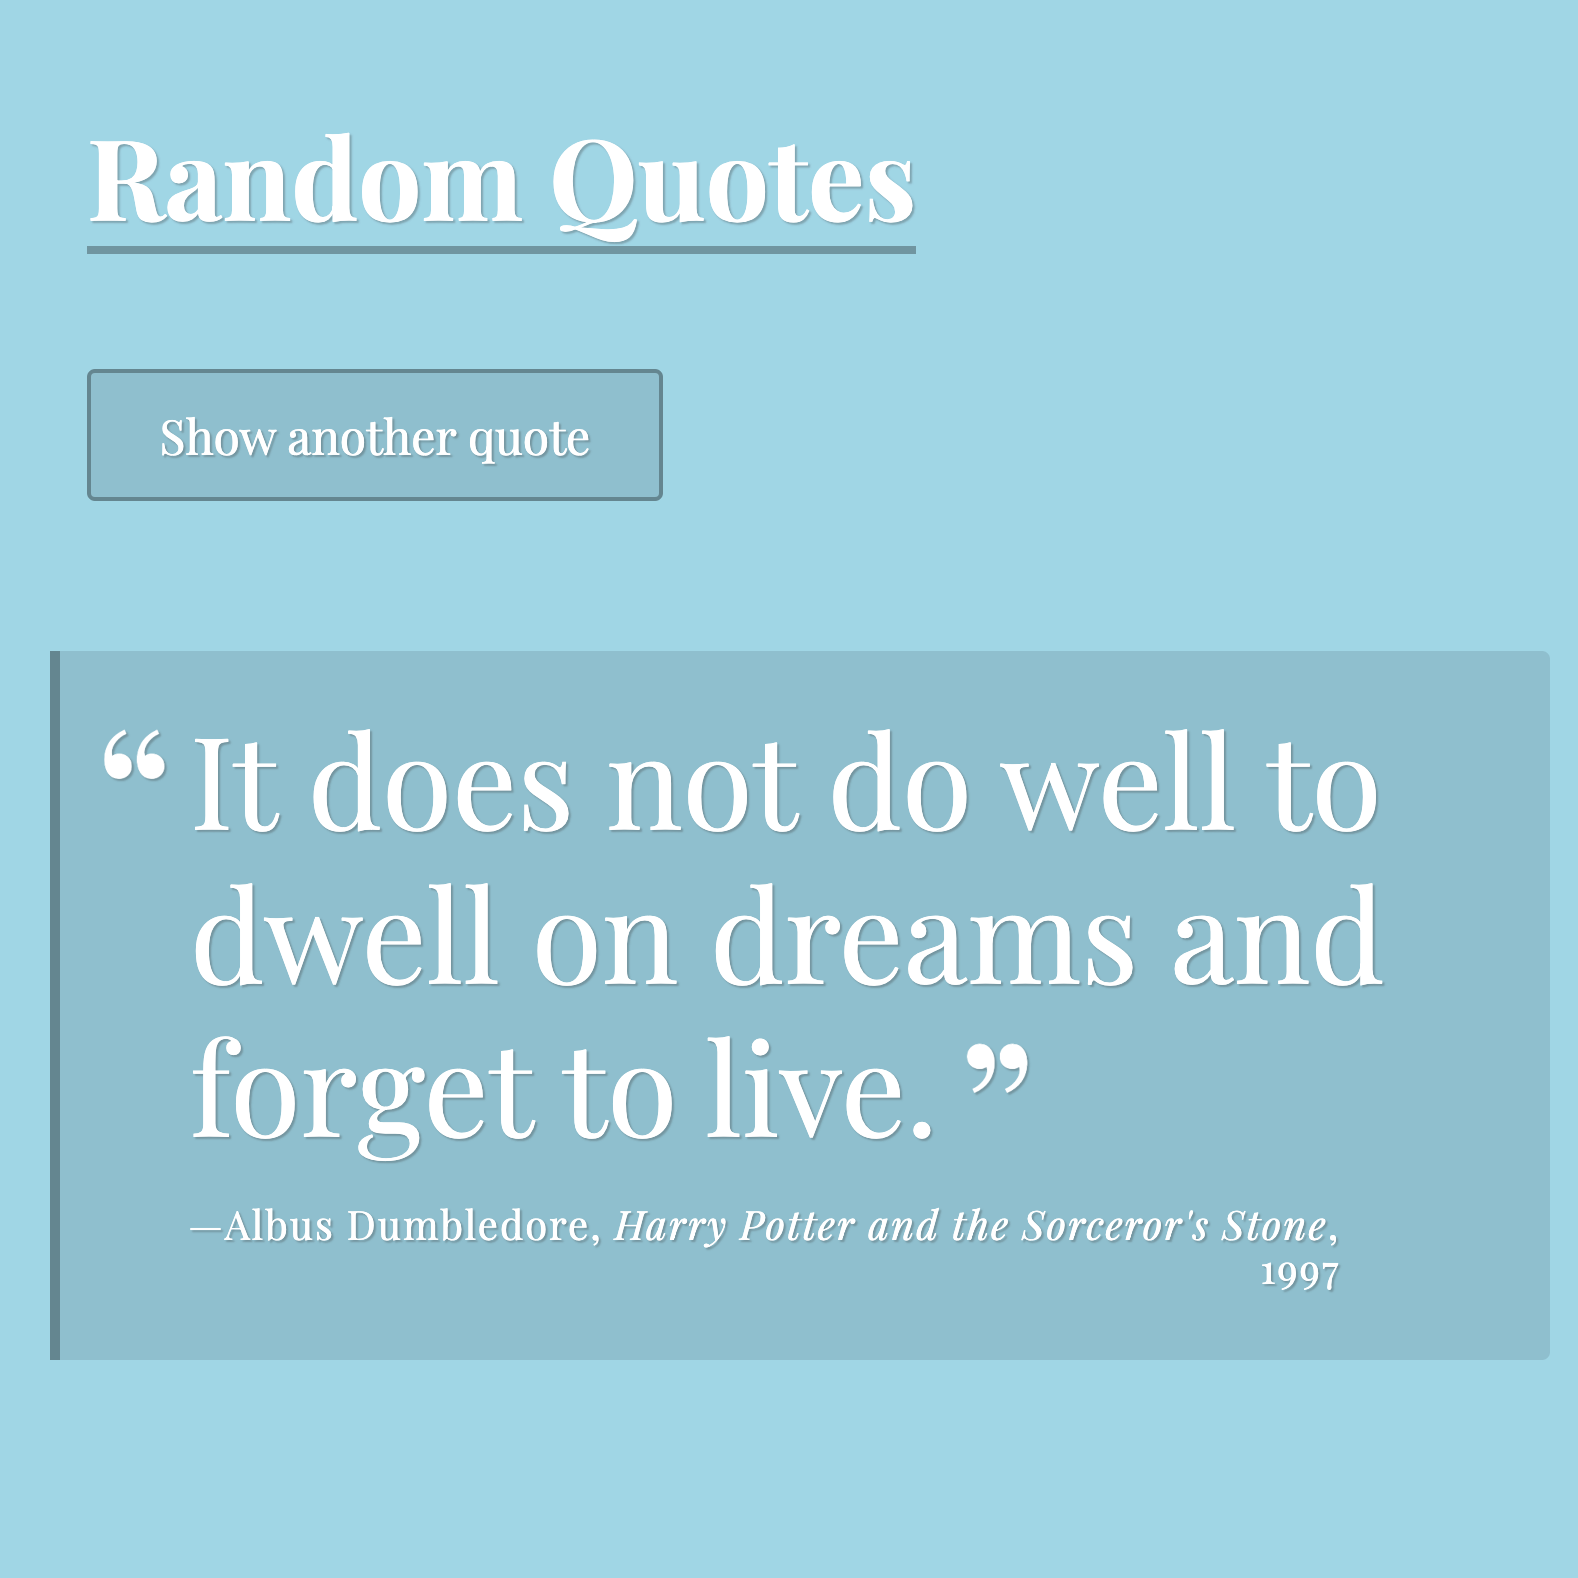 Random Quotes
Show another quote
“ It does not do well to
dwell on dreams and
forget to live. ”
—Albus Dumbledore, Harry Potter and the Sorceror's Stone,
1997